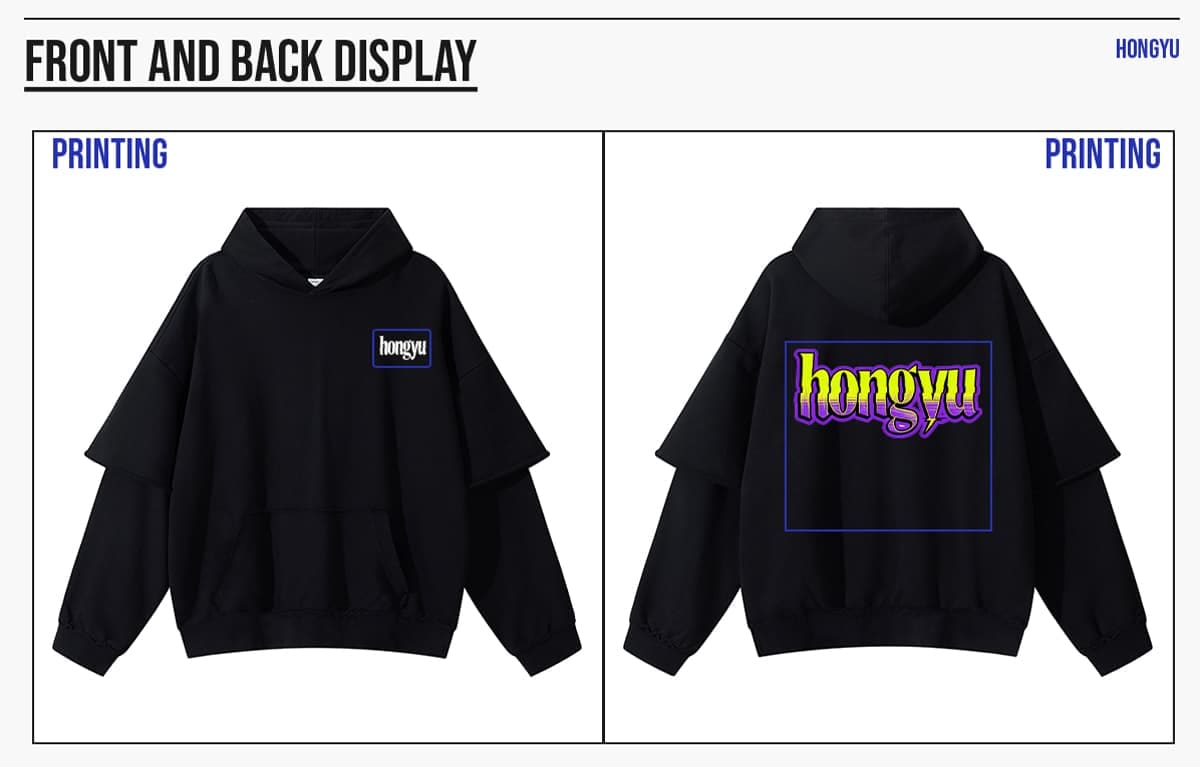 FRONT AND BACK DISPLAY
HONGYU
PRINTING
PRINTING
hongyu
hongyu